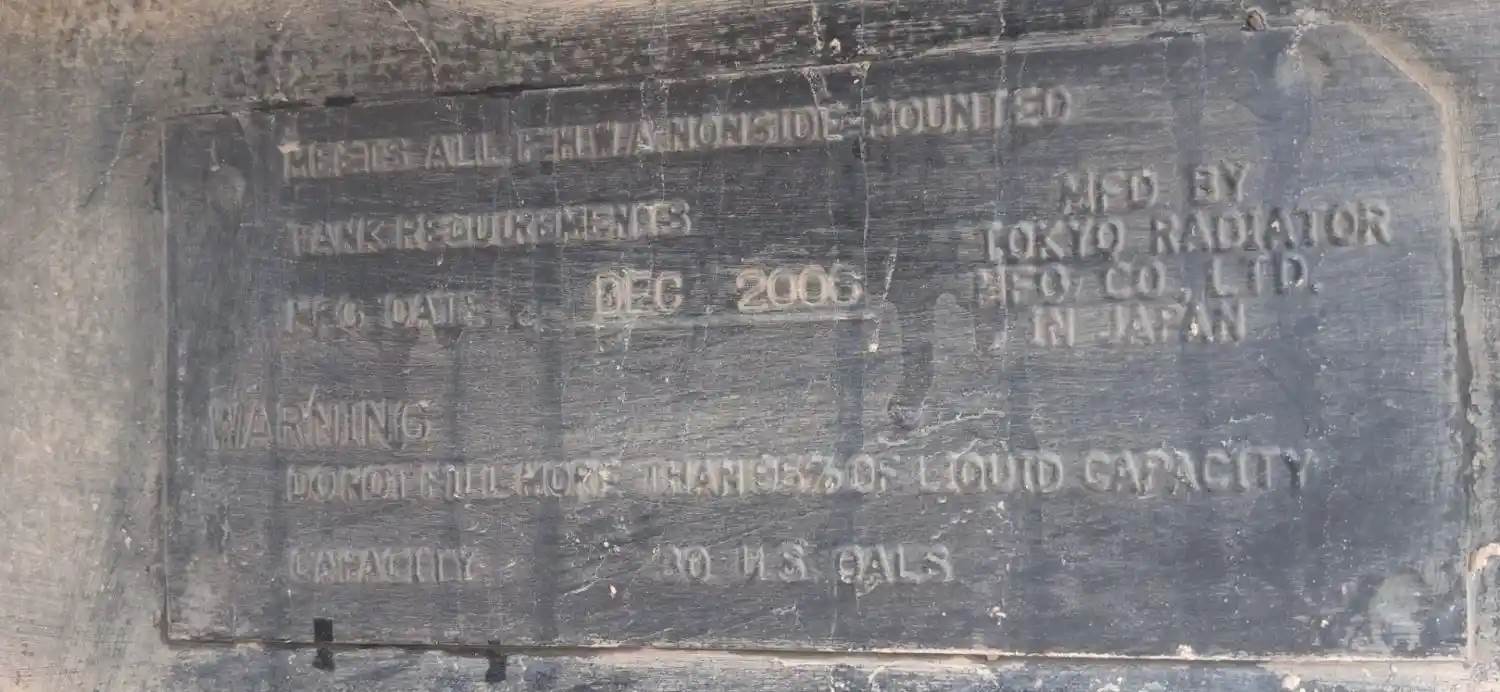 MEETS ALL FHWA NONSIDE-MOUNTED
TANK REQUIREMENTS
MFG DATE : DEC 2006
MFD BY
TOKYO RADIATOR
MFG. CO., LTD.
IN JAPAN
WARNING
DO NOT FILL MORE THAN 95% OF LIQUID CAPACITY
CAPACITY U.S. GALS